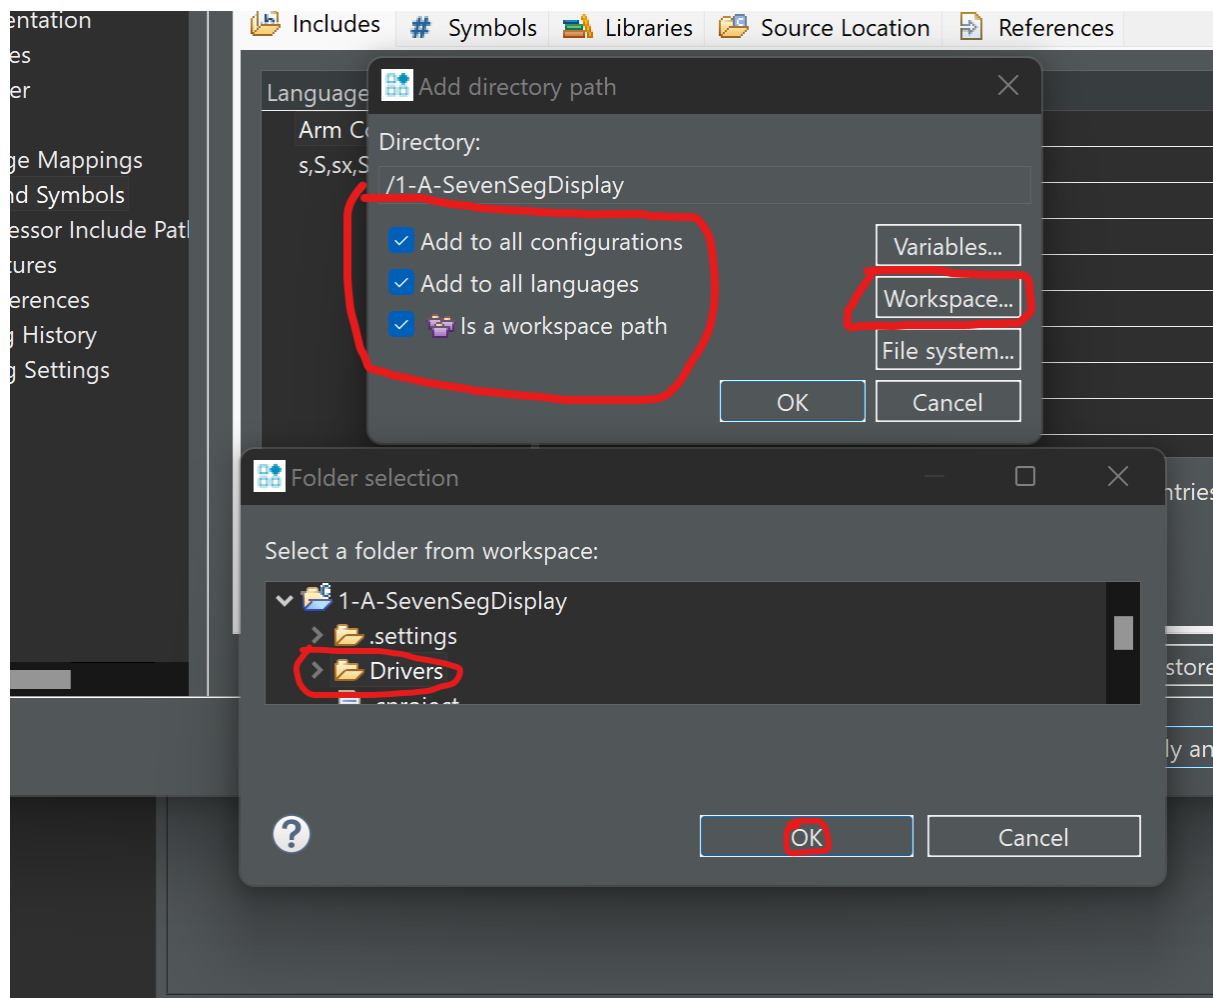 entation
es
er
ge Mappings
nd Symbols
essor Include Pat
tures
erences
g History
g Settings
Includes
# Symbols
Libraries
Source Location
References
Language
Arm Co
s,S,sx,S
Add directory path
Directory:
/1-A-SevenSegDisplay
Add to all configurations
Add to all languages
Is a workspace path
Variables...
Workspace...
File system...
OK
Cancel
Folder selection
ntries
Select a folder from workspace:
1-A-SevenSegDisplay
.settings
Drivers
.cproject
store
ly an
?
OK
Cancel